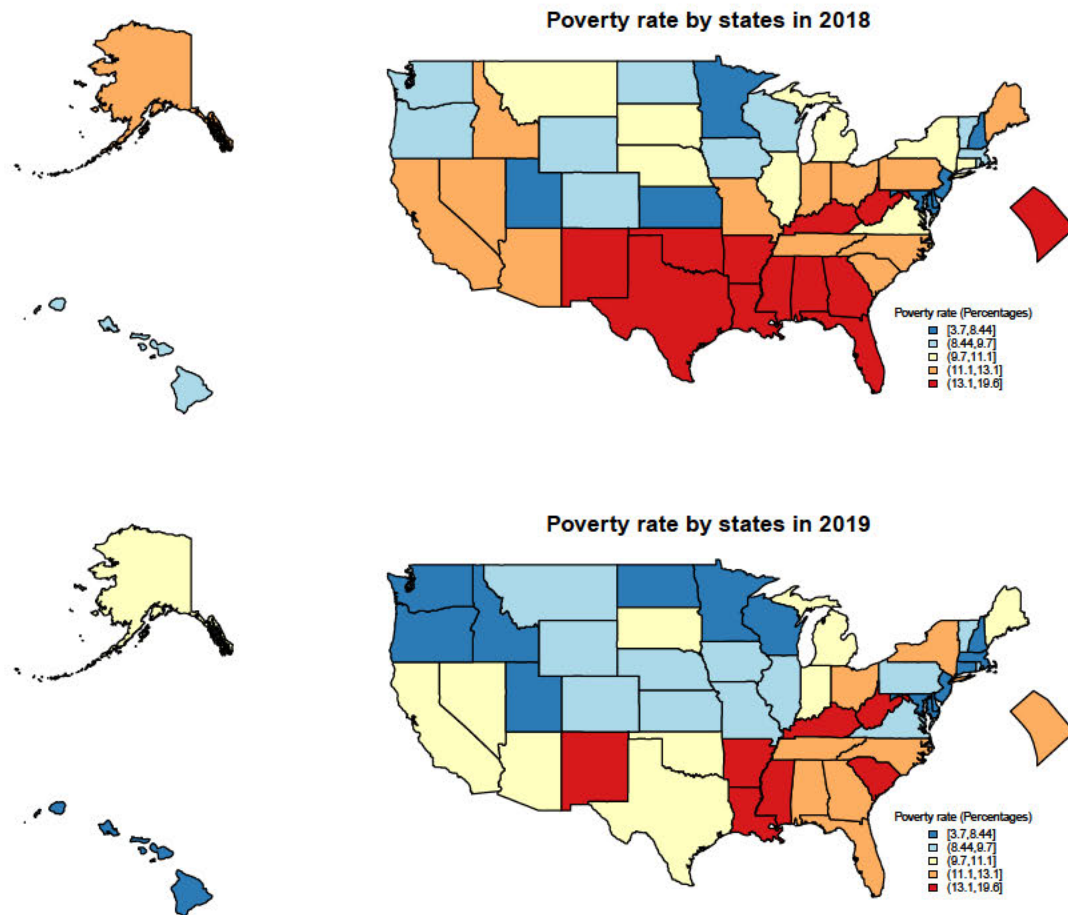 Poverty rate by states in 2018
Poverty rate (Percentages)
[3.7,8.44]
(8.44,9.7]
(9.7,11.1]
(11.1,13.1]
(13.1,19.6]
Poverty rate by states in 2019
Poverty rate (Percentages)
[3.7,8.44]
(8.44,9.7]
(9.7,11.1]
(11.1,13.1]
(13.1,19.6]